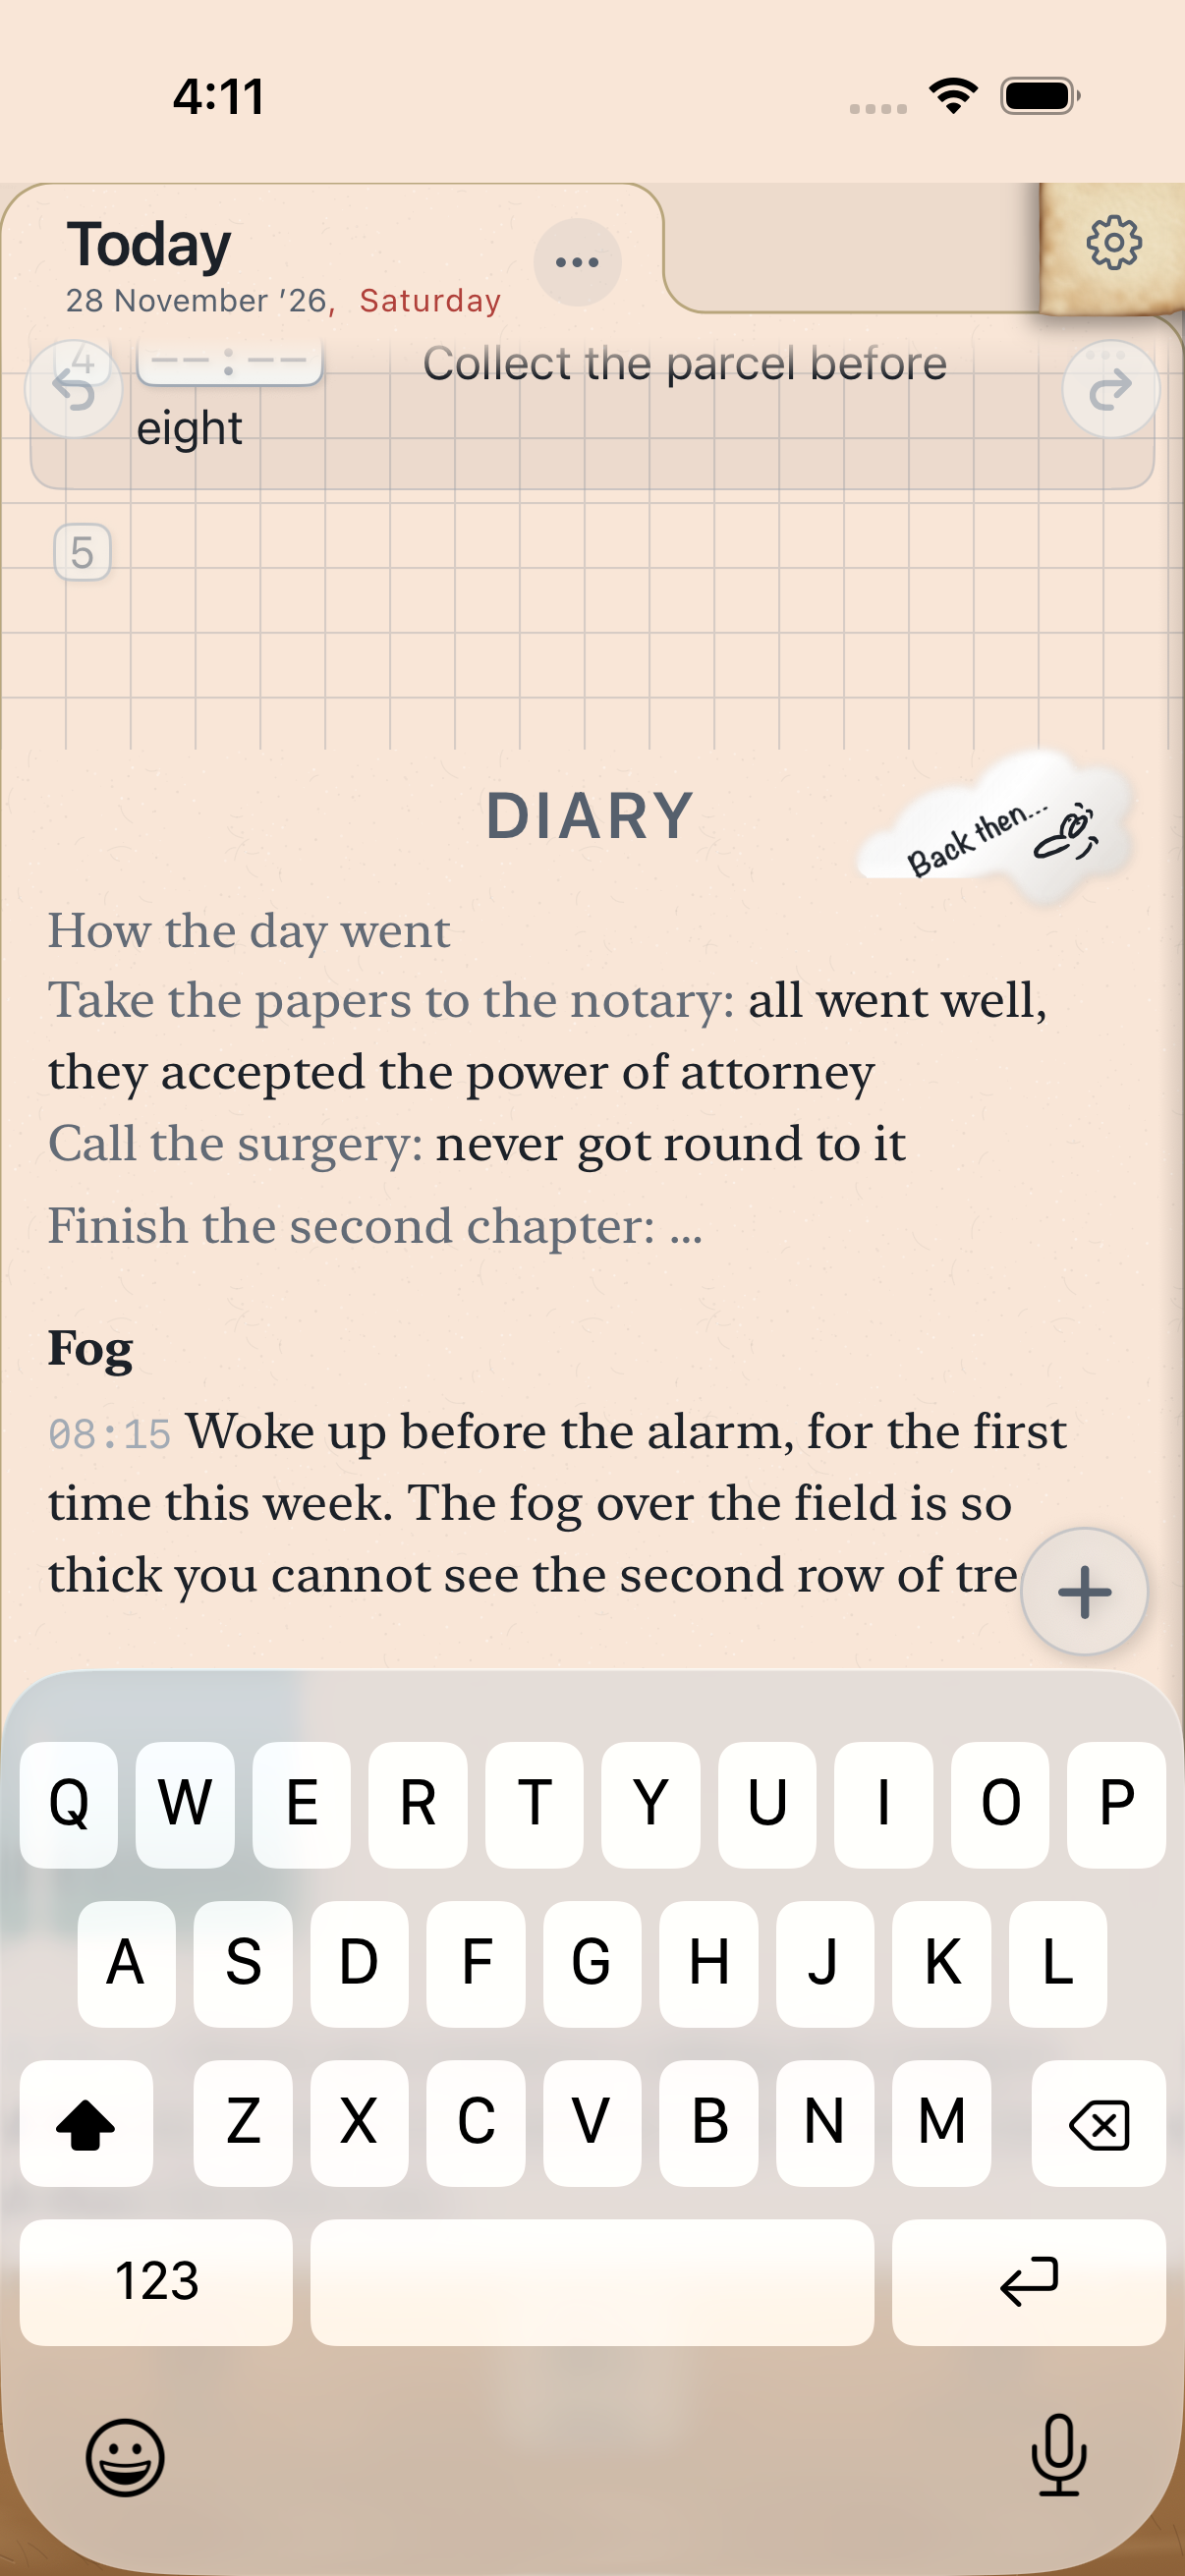 4:11
Today
28 November ’26, Saturday
4 --:-- Collect the parcel before
eight
5
DIARY
Back then...
How the day went
Take the papers to the notary: all went well,
they accepted the power of attorney
Call the surgery: never got round to it
Finish the second chapter: ...
Fog
08:15 Woke up before the alarm, for the first
time this week. The fog over the field is so
thick you cannot see the second row of tre
Q W E R T Y U I O P
A S D F G H J K L
Z X C V B N M
123